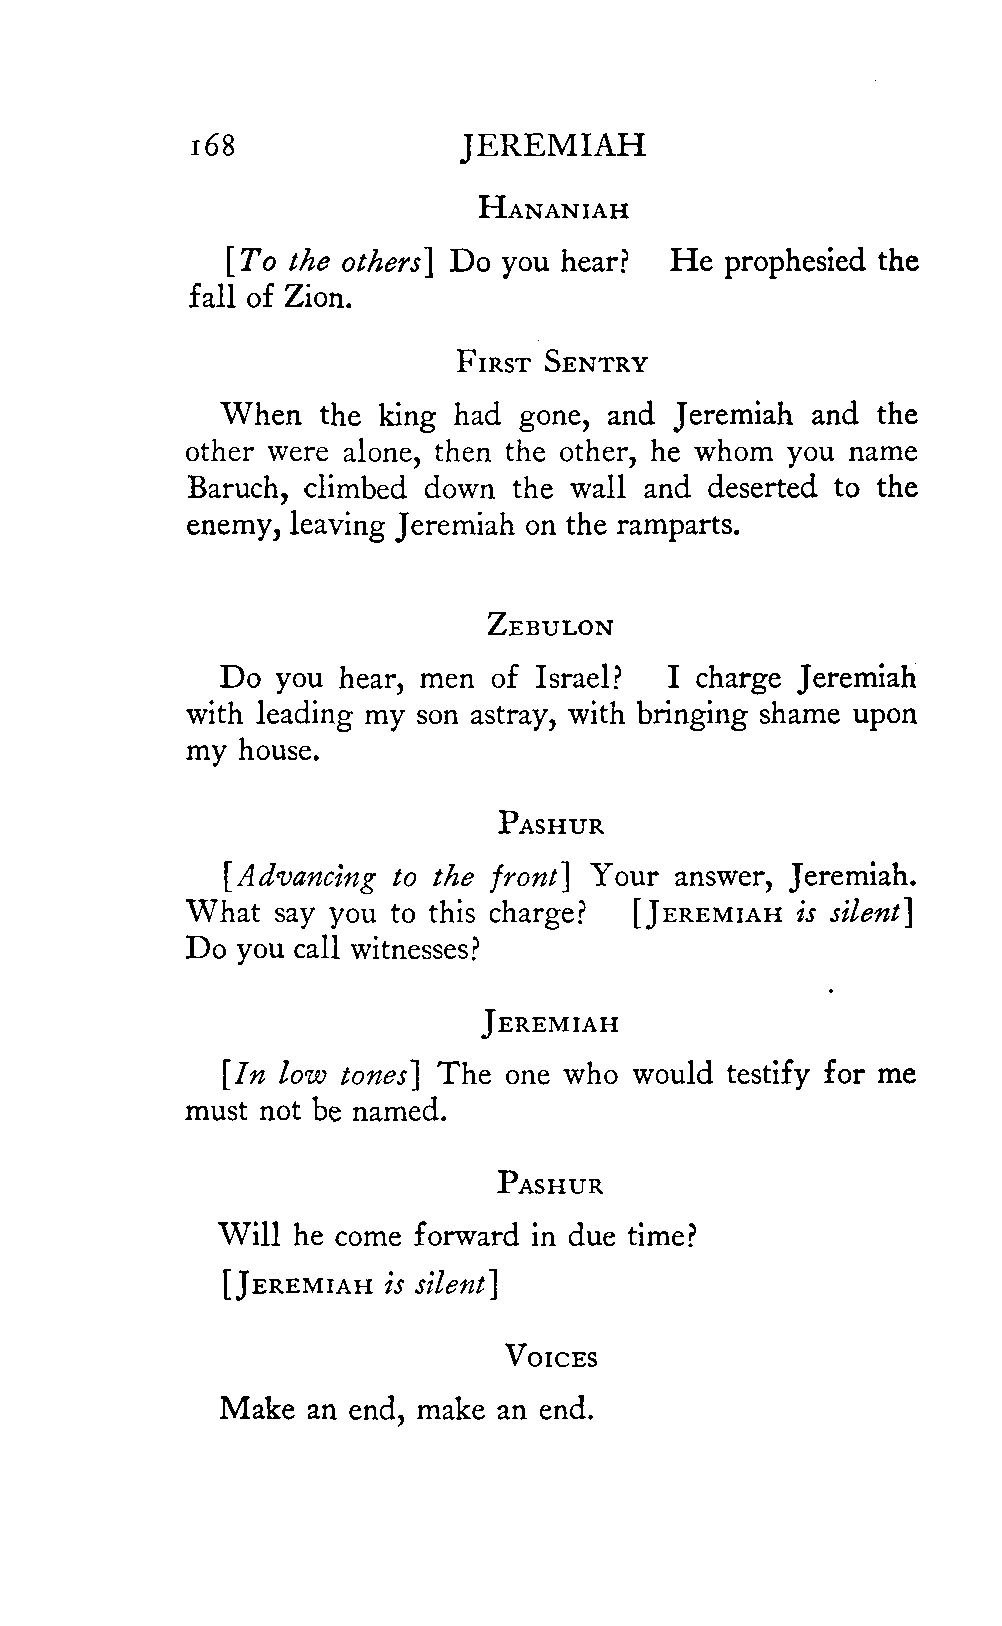 168 JEREMIAH
HANANIAH
[To the others] Do you hear? He prophesied the
fall of Zion.
FIRST SENTRY
When the king had gone, and Jeremiah and the
other were alone, then the other, he whom you name
Baruch, climbed down the wall and deserted to the
enemy, leaving Jeremiah on the ramparts.
ZEBULON
Do you hear, men of Israel? I charge Jeremiah
with leading my son astray, with bringing shame upon
my house.
PASHUR
[Advancing to the front] Your answer, Jeremiah.
What say you to this charge? [JEREMIAH is silent]
Do you call witnesses?
JEREMIAH
[In low tones] The one who would testify for me
must not be named.
PASHUR
Will he come forward in due time?
[JEREMIAH is silent]
VOICES
Make an end, make an end.